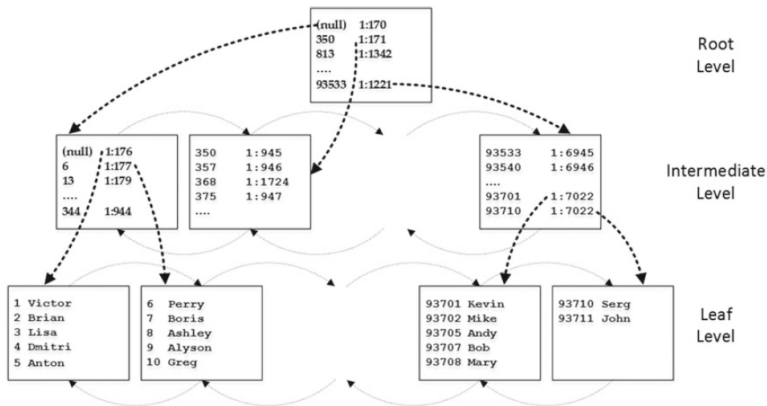 (null) 1:170
350 1:171
813 1:1342
....
93533 1:1221
Root
Level
(null) 1:176
6 1:177
13 1:179
....
344 1:944
350 1:945
357 1:946
368 1:1724
375 1:947
....
93533 1:6945
93540 1:6946
....
93701 1:7022
93710 1:7022
Intermediate
Level
1 Victor
2 Brian
3 Lisa
4 Dmitri
5 Anton
6 Perry
7 Boris
8 Ashley
9 Alyson
10 Greg
93701 Kevin
93702 Mike
93705 Andy
93707 Bob
93708 Mary
93710 Serg
93711 John
Leaf
Level